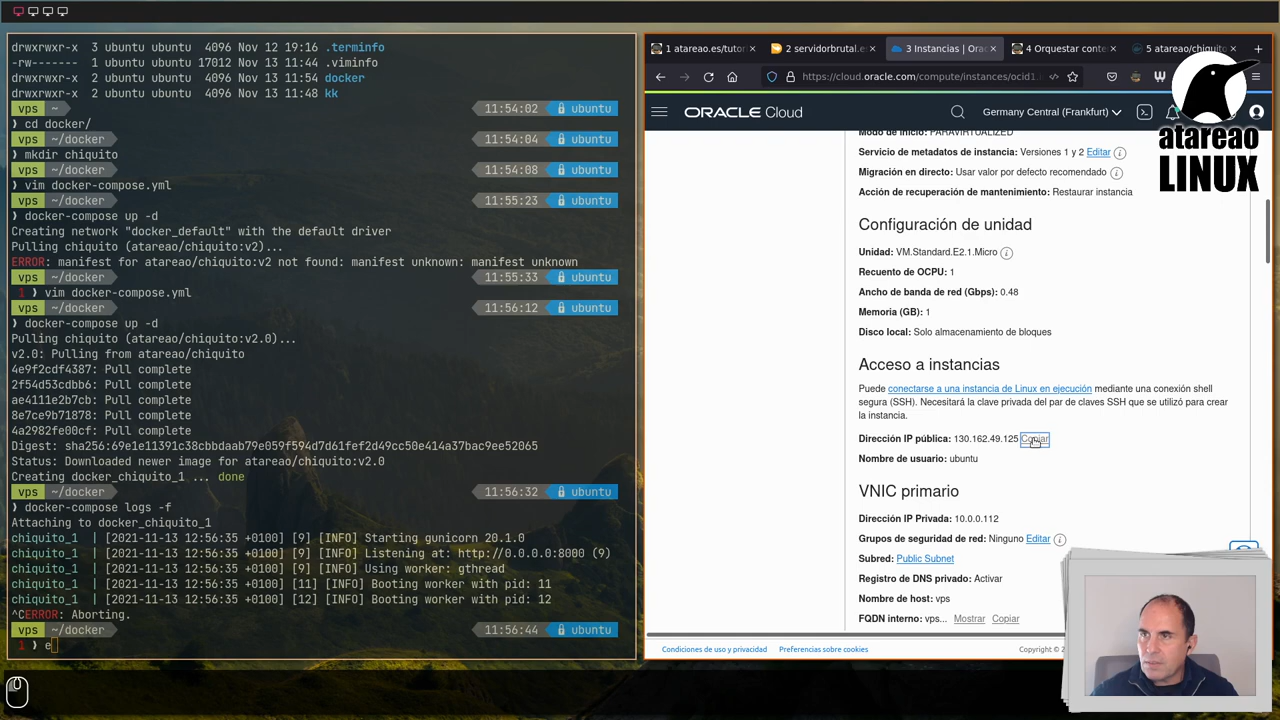 drwxrwxr-x  3 ubuntu ubuntu  4096 Nov 12 19:16 .terminfo
-rw-------  1 ubuntu ubuntu 17012 Nov 13 11:44 .viminfo
drwxrwxr-x  2 ubuntu ubuntu  4096 Nov 13 11:54 docker
drwxrwxr-x  2 ubuntu ubuntu  4096 Nov 13 11:48 kk
vps ~ 11:54:02 ubuntu
❯ cd docker/
vps ~/docker 11:54:04 ubuntu
❯ mkdir chiquito
vps ~/docker 11:54:08 ubuntu
❯ vim docker-compose.yml
vps ~/docker 11:55:23 ubuntu
❯ docker-compose up -d
Creating network "docker_default" with the default driver
Pulling chiquito (atareao/chiquito:v2)...
ERROR: manifest for atareao/chiquito:v2 not found: manifest unknown: manifest unknown
vps ~/docker 11:55:33 ubuntu
1 ❯ vim docker-compose.yml
vps ~/docker 11:56:12 ubuntu
❯ docker-compose up -d
Pulling chiquito (atareao/chiquito:v2.0)...
v2.0: Pulling from atareao/chiquito
4e9f2cdf4387: Pull complete
2f54d53cdbb6: Pull complete
ae4111e2b7cb: Pull complete
8e7ce9b71878: Pull complete
4a2982fe00cf: Pull complete
Digest: sha256:69e1e11391c38cbbdaab79e059f594d7d61fef2d49cc50e414a37bac9ee52065
Status: Downloaded newer image for atareao/chiquito:v2.0
Creating docker_chiquito_1 ... done
vps ~/docker 11:56:32 ubuntu
❯ docker-compose logs -f
Attaching to docker_chiquito_1
chiquito_1  | [2021-11-13 12:56:35 +0100] [9] [INFO] Starting gunicorn 20.1.0
chiquito_1  | [2021-11-13 12:56:35 +0100] [9] [INFO] Listening at: http://0.0.0.0:8000 (9)
chiquito_1  | [2021-11-13 12:56:35 +0100] [9] [INFO] Using worker: gthread
chiquito_1  | [2021-11-13 12:56:35 +0100] [11] [INFO] Booting worker with pid: 11
chiquito_1  | [2021-11-13 12:56:35 +0100] [12] [INFO] Booting worker with pid: 12
^CERROR: Aborting.
vps ~/docker 11:56:44 ubuntu
1 ❯ e
1 atareao.es/tutor
2 servidorbrutal.es
3 Instancias | Orac
4 Orquestar conte
5 atareao/chiquito
https://cloud.oracle.com/compute/instances/ocid1.
ORACLE Cloud
Germany Central (Frankfurt)
atareao
LINUX
Modo de inicio: PARAVIRTUALIZED
Servicio de metadatos de instancia: Versiones 1 y 2 Editar
Migración en directo: Usar valor por defecto recomendado
Acción de recuperación de mantenimiento: Restaurar instancia
Configuración de unidad
Unidad: VM.Standard.E2.1.Micro
Recuento de OCPU: 1
Ancho de banda de red (Gbps): 0.48
Memoria (GB): 1
Disco local: Solo almacenamiento de bloques
Acceso a instancias
Puede conectarse a una instancia de Linux en ejecución mediante una conexión shell
segura (SSH). Necesitará la clave privada del par de claves SSH que se utilizó para crear
la instancia.
Dirección IP pública: 130.162.49.125 Copiar
Nombre de usuario: ubuntu
VNIC primario
Dirección IP Privada: 10.0.0.112
Grupos de seguridad de red: Ninguno Editar
Subred: Public Subnet
Registro de DNS privado: Activar
Nombre de host: vps
FQDN interno: vps... Mostrar Copiar
Condiciones de uso y privacidad
Preferencias sobre cookies
Copyright © 2